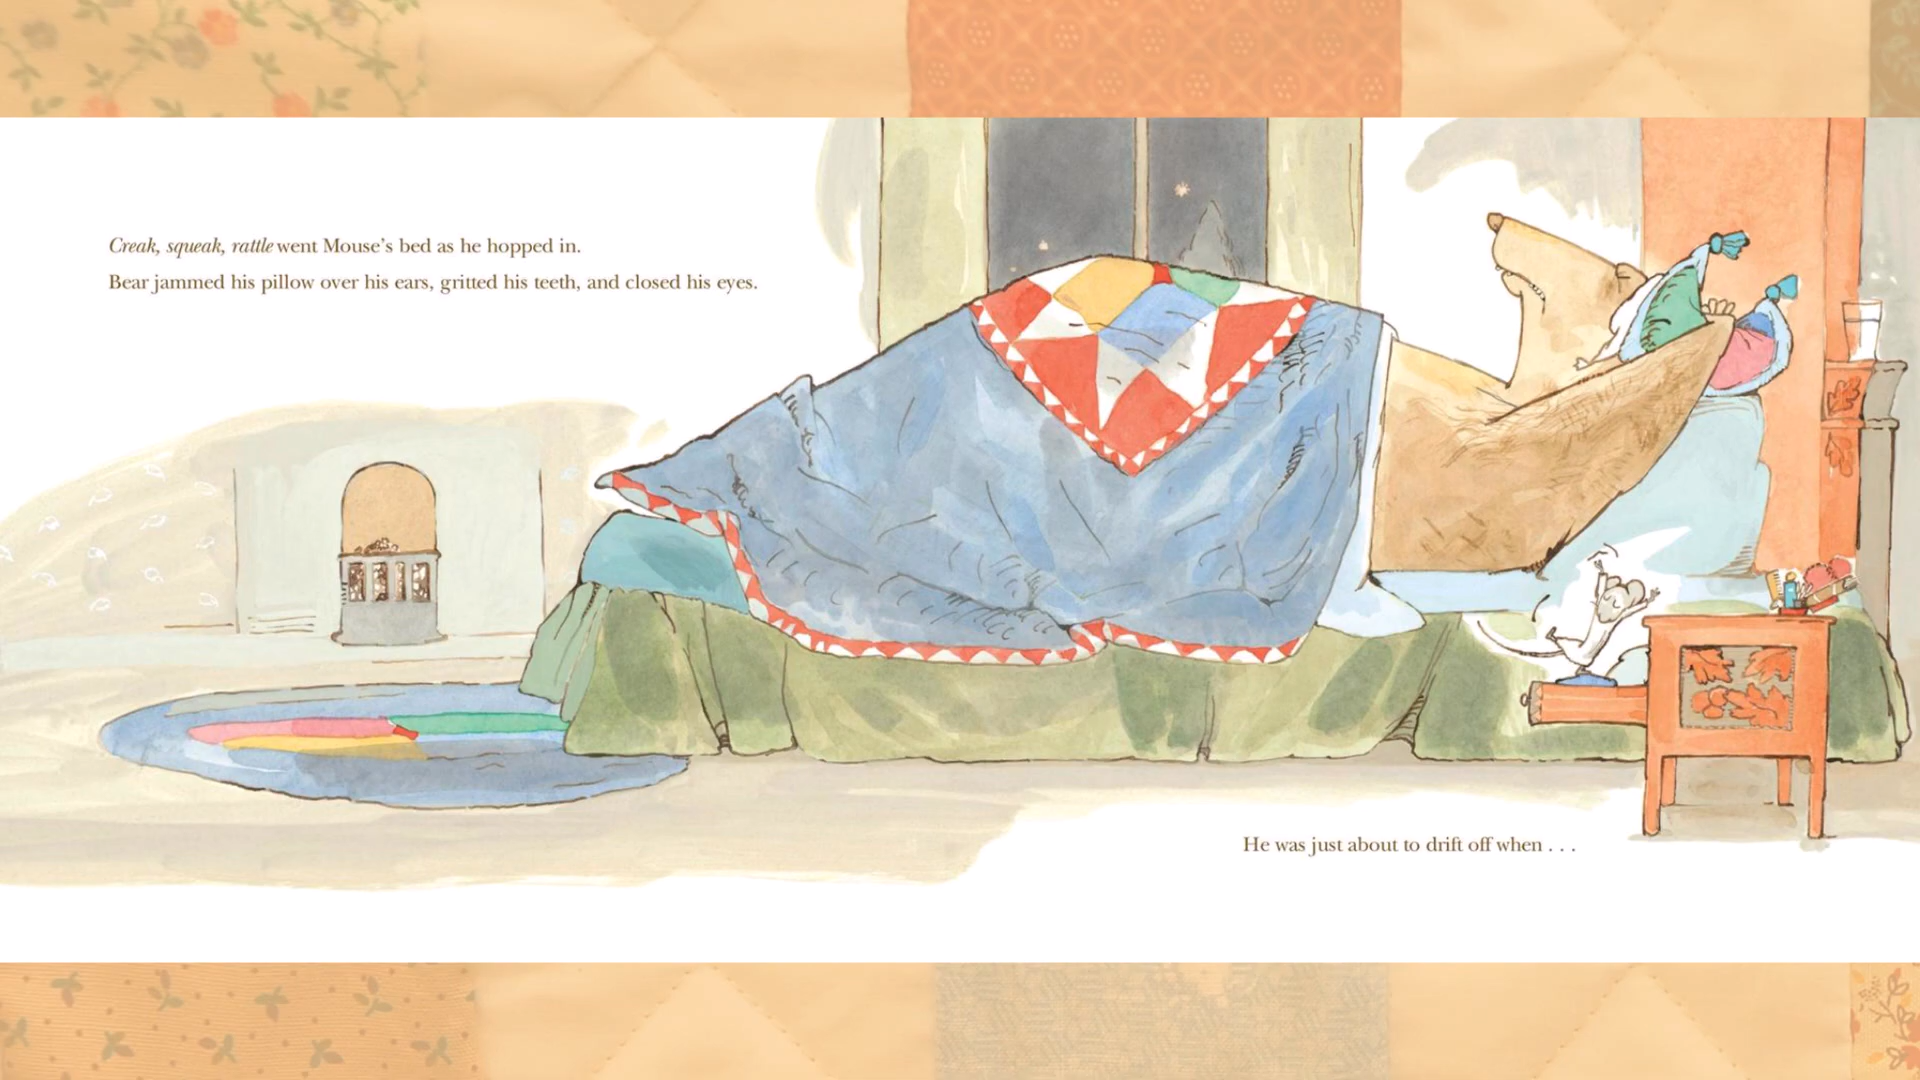 Creak, squeak, rattle went Mouse’s bed as he hopped in.
Bear jammed his pillow over his ears, gritted his teeth, and closed his eyes.
He was just about to drift off when . . .